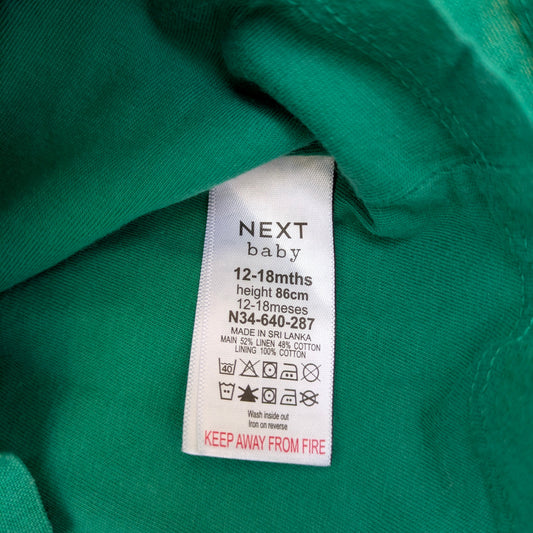 NEXT
baby
12-18mths
height 86cm
12-18meses
N34-640-287
MADE IN SRI LANKA
MAIN 52% LINEN 48% COTTON
LINING 100% COTTON
40
Wash inside out
Iron on reverse
KEEP AWAY FROM FIRE